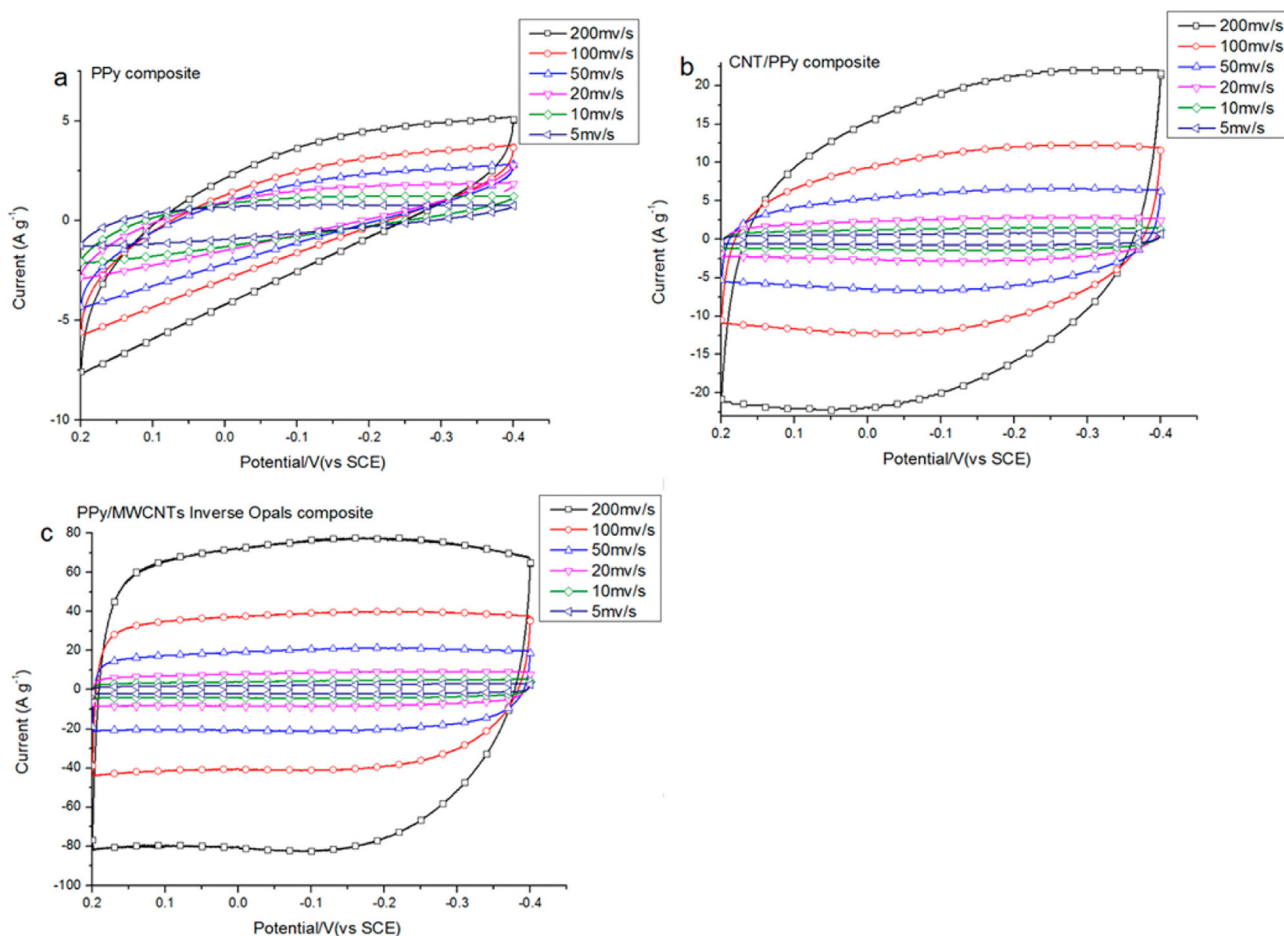 a
PPy composite
200mv/s
100mv/s
50mv/s
20mv/s
10mv/s
5mv/s
5
0
-5
-10
Current (A g⁻¹)
0.2 0.1 0.0 -0.1 -0.2 -0.3 -0.4
Potential/V(vs SCE)
b
CNT/PPy composite
200mv/s
100mv/s
50mv/s
20mv/s
10mv/s
5mv/s
20
15
10
5
0
-5
-10
-15
-20
Current (A g⁻¹)
0.2 0.1 0.0 -0.1 -0.2 -0.3 -0.4
Potential/V(vs SCE)
c
PPy/MWCNTs Inverse Opals composite
200mv/s
100mv/s
50mv/s
20mv/s
10mv/s
5mv/s
80
60
40
20
0
-20
-40
-60
-80
-100
Current (A g⁻¹)
0.2 0.1 0.0 -0.1 -0.2 -0.3 -0.4
Potential/V(vs SCE)